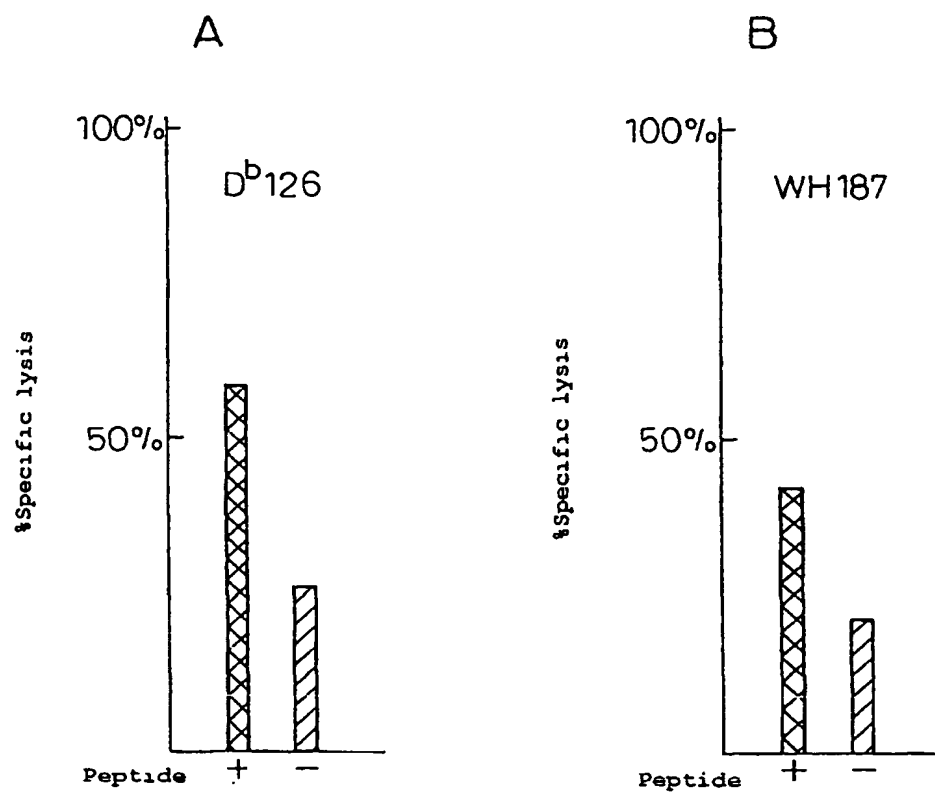 A
100%
D^b126
%Specific lysis
50%
Peptide + −
B
100%
WH187
%Specific lysis
50%
Peptide + −